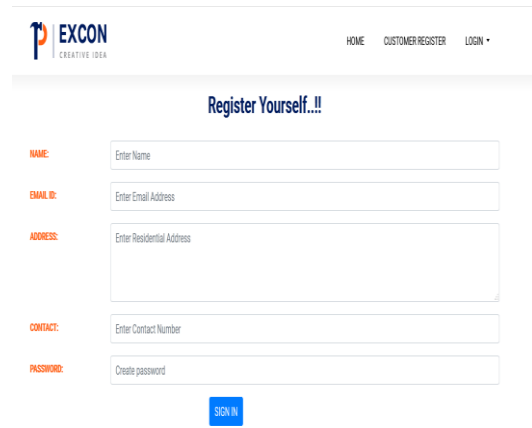 EXCON
CREATIVE IDEA
HOME CUSTOMER REGISTER LOGIN
Register Yourself..!!
NAME: Enter Name
EMAIL ID: Enter Email Address
ADDRESS: Enter Residential Address
CONTACT: Enter Contact Number
PASSWORD: Create password
SIGN IN